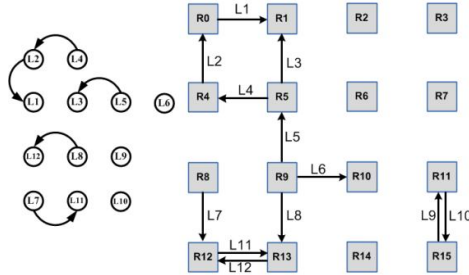 R0 L1 R1 R2 R3
L2 L4
L2 L3
L1 L3 L5 L6 R4 L4 R5 R6 R7
L5
L12 L8 L9 R8 R9 L6 R10 R11
L7 L11 L10 L7 L8 L9 L10
R12 L11 R13 R14 R15
L12